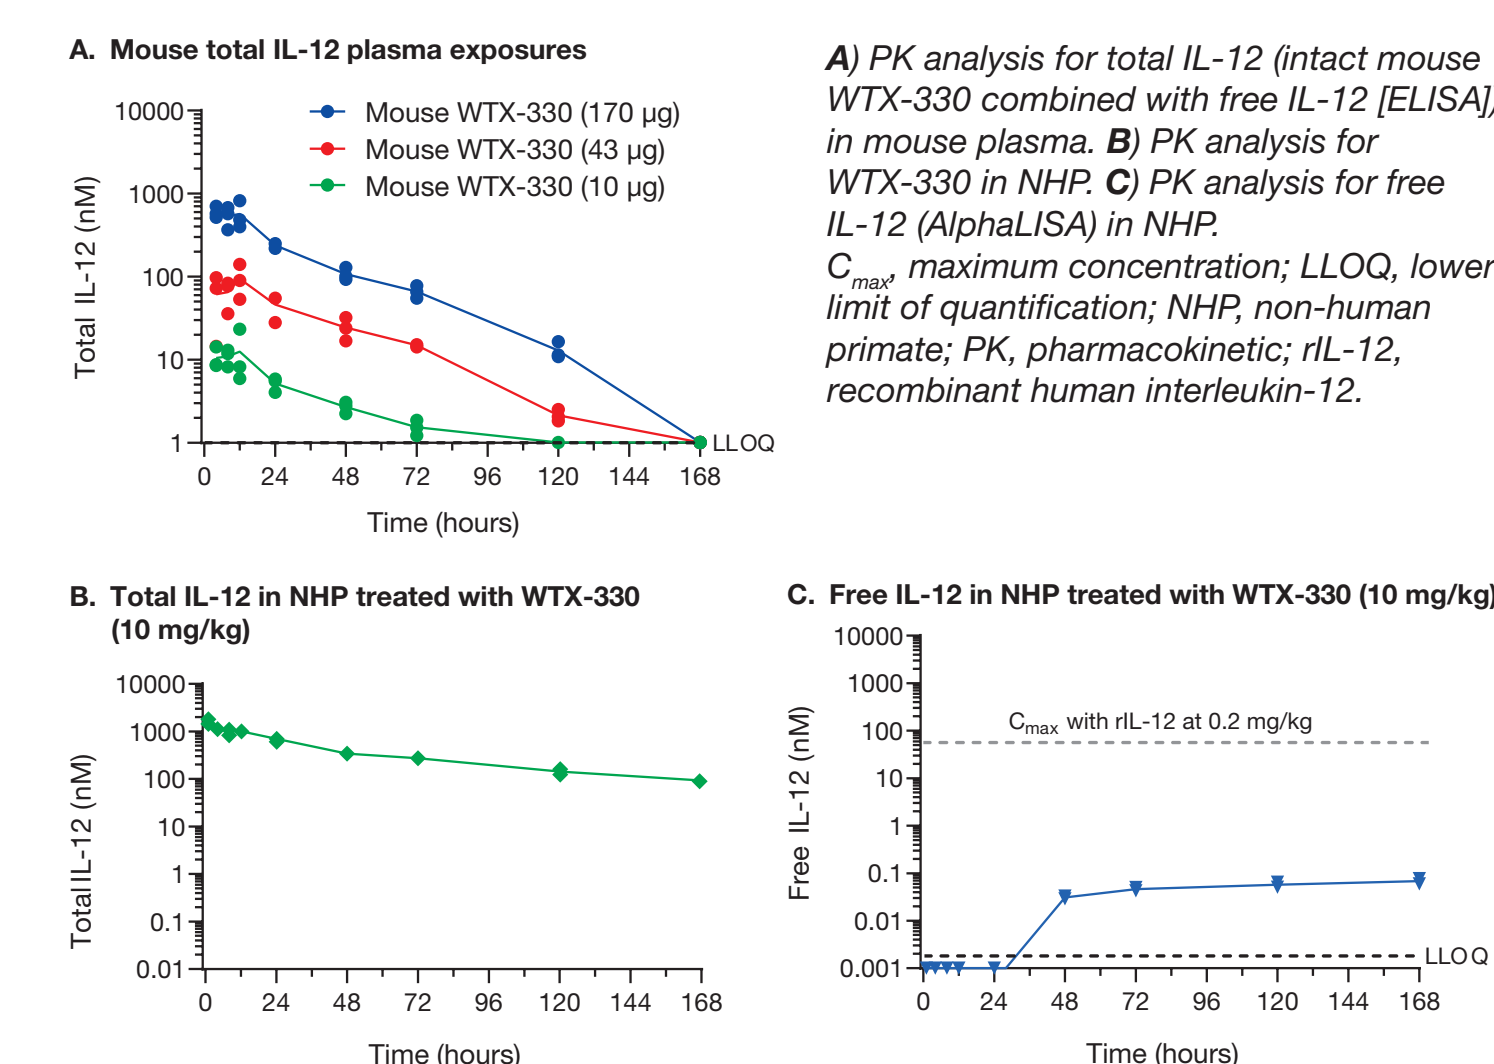 A. Mouse total IL-12 plasma exposures
10000
1000
100
10
1
Total IL-12 (nM)
Mouse WTX-330 (170 µg)
Mouse WTX-330 (43 µg)
Mouse WTX-330 (10 µg)
LLOQ
0 24 48 72 96 120 144 168
Time (hours)
A) PK analysis for total IL-12 (intact mouse
WTX-330 combined with free IL-12 [ELISA])
in mouse plasma. B) PK analysis for
WTX-330 in NHP. C) PK analysis for free
IL-12 (AlphaLISA) in NHP.
Cmax, maximum concentration; LLOQ, lower
limit of quantification; NHP, non-human
primate; PK, pharmacokinetic; rIL-12,
recombinant human interleukin-12.
B. Total IL-12 in NHP treated with WTX-330
(10 mg/kg)
10000
1000
100
10
1
0.1
0.01
Total IL-12 (nM)
0 24 48 72 96 120 144 168
Time (hours)
C. Free IL-12 in NHP treated with WTX-330 (10 mg/kg)
10000
1000
100
10
1
0.1
0.01
0.001
Free IL-12 (nM)
Cmax with rIL-12 at 0.2 mg/kg
LLOQ
0 24 48 72 96 120 144 168
Time (hours)